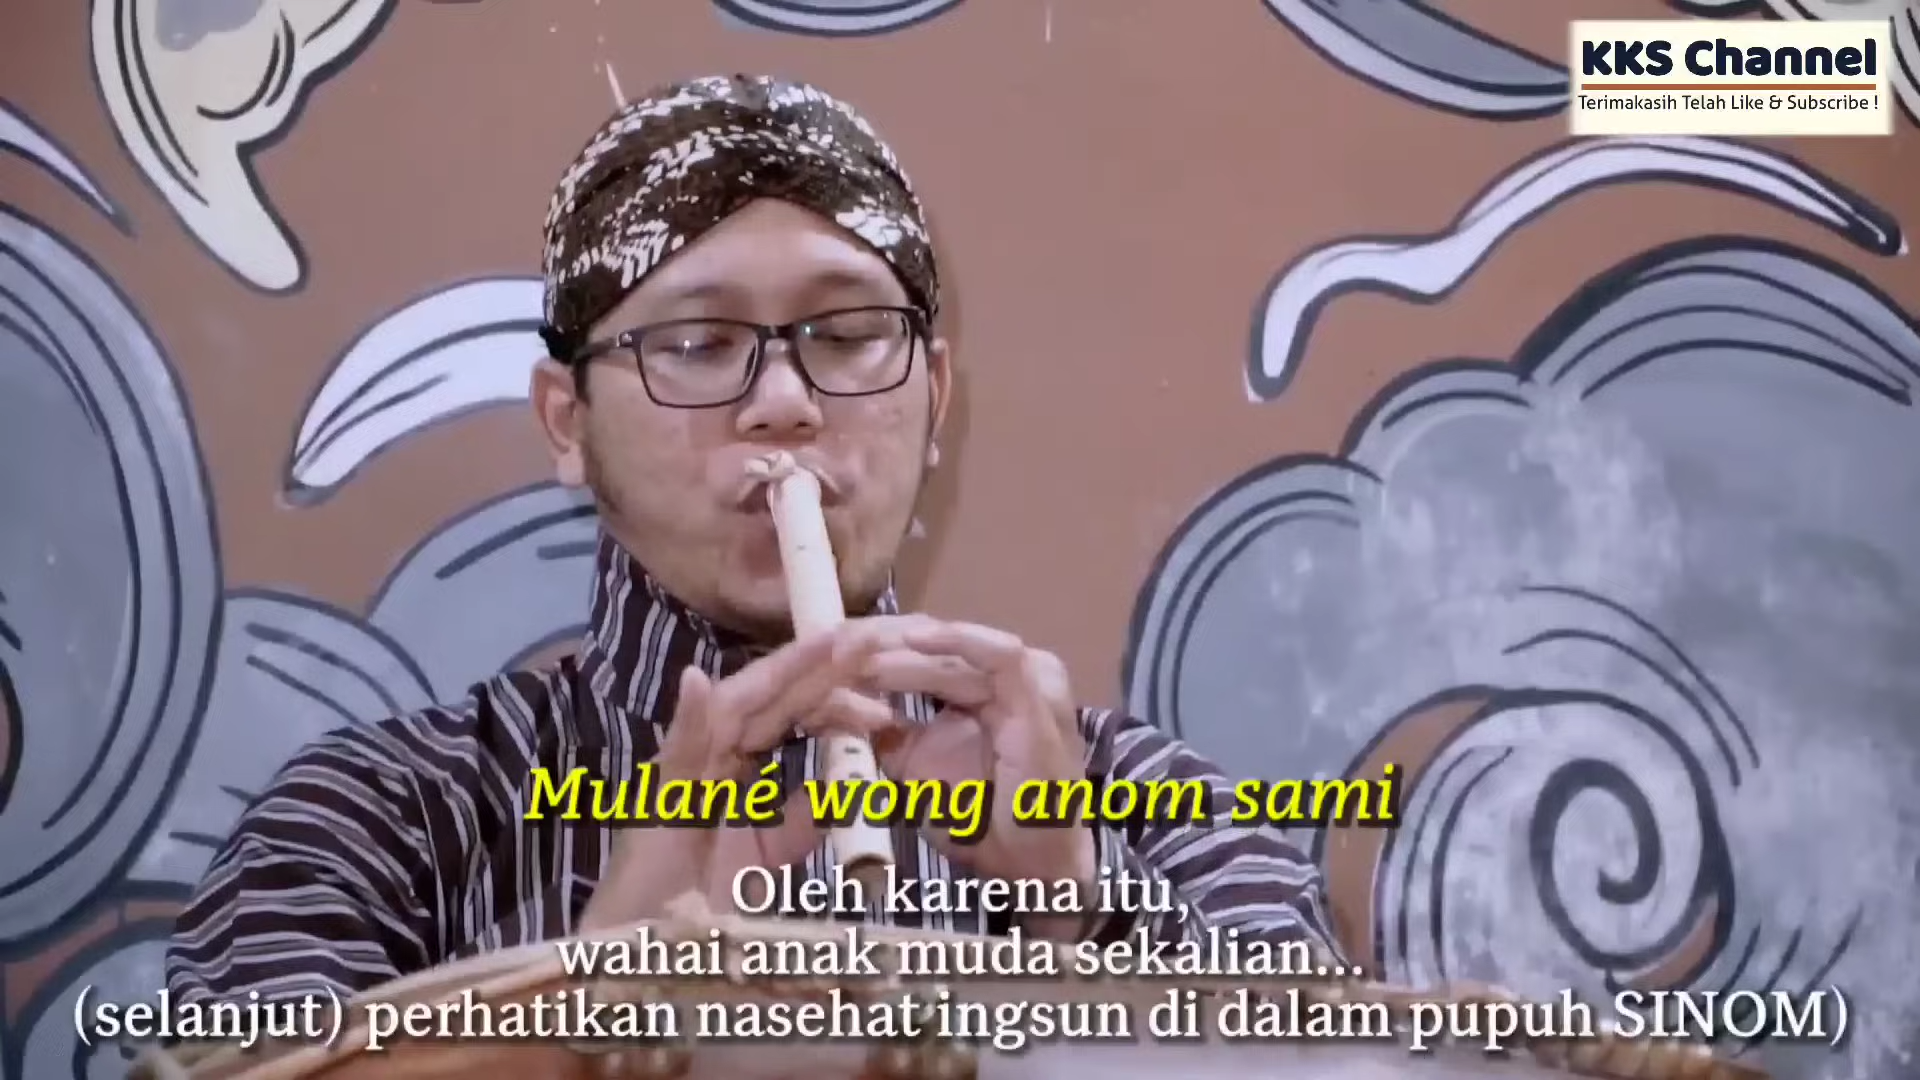 KKS Channel
Terimakasih Telah Like & Subscribe !
Mulané wong anom sami
Oleh karena itu,
wahai anak muda sekalian...
(selanjut) perhatikan nasehat ingsun di dalam pupuh SINOM)